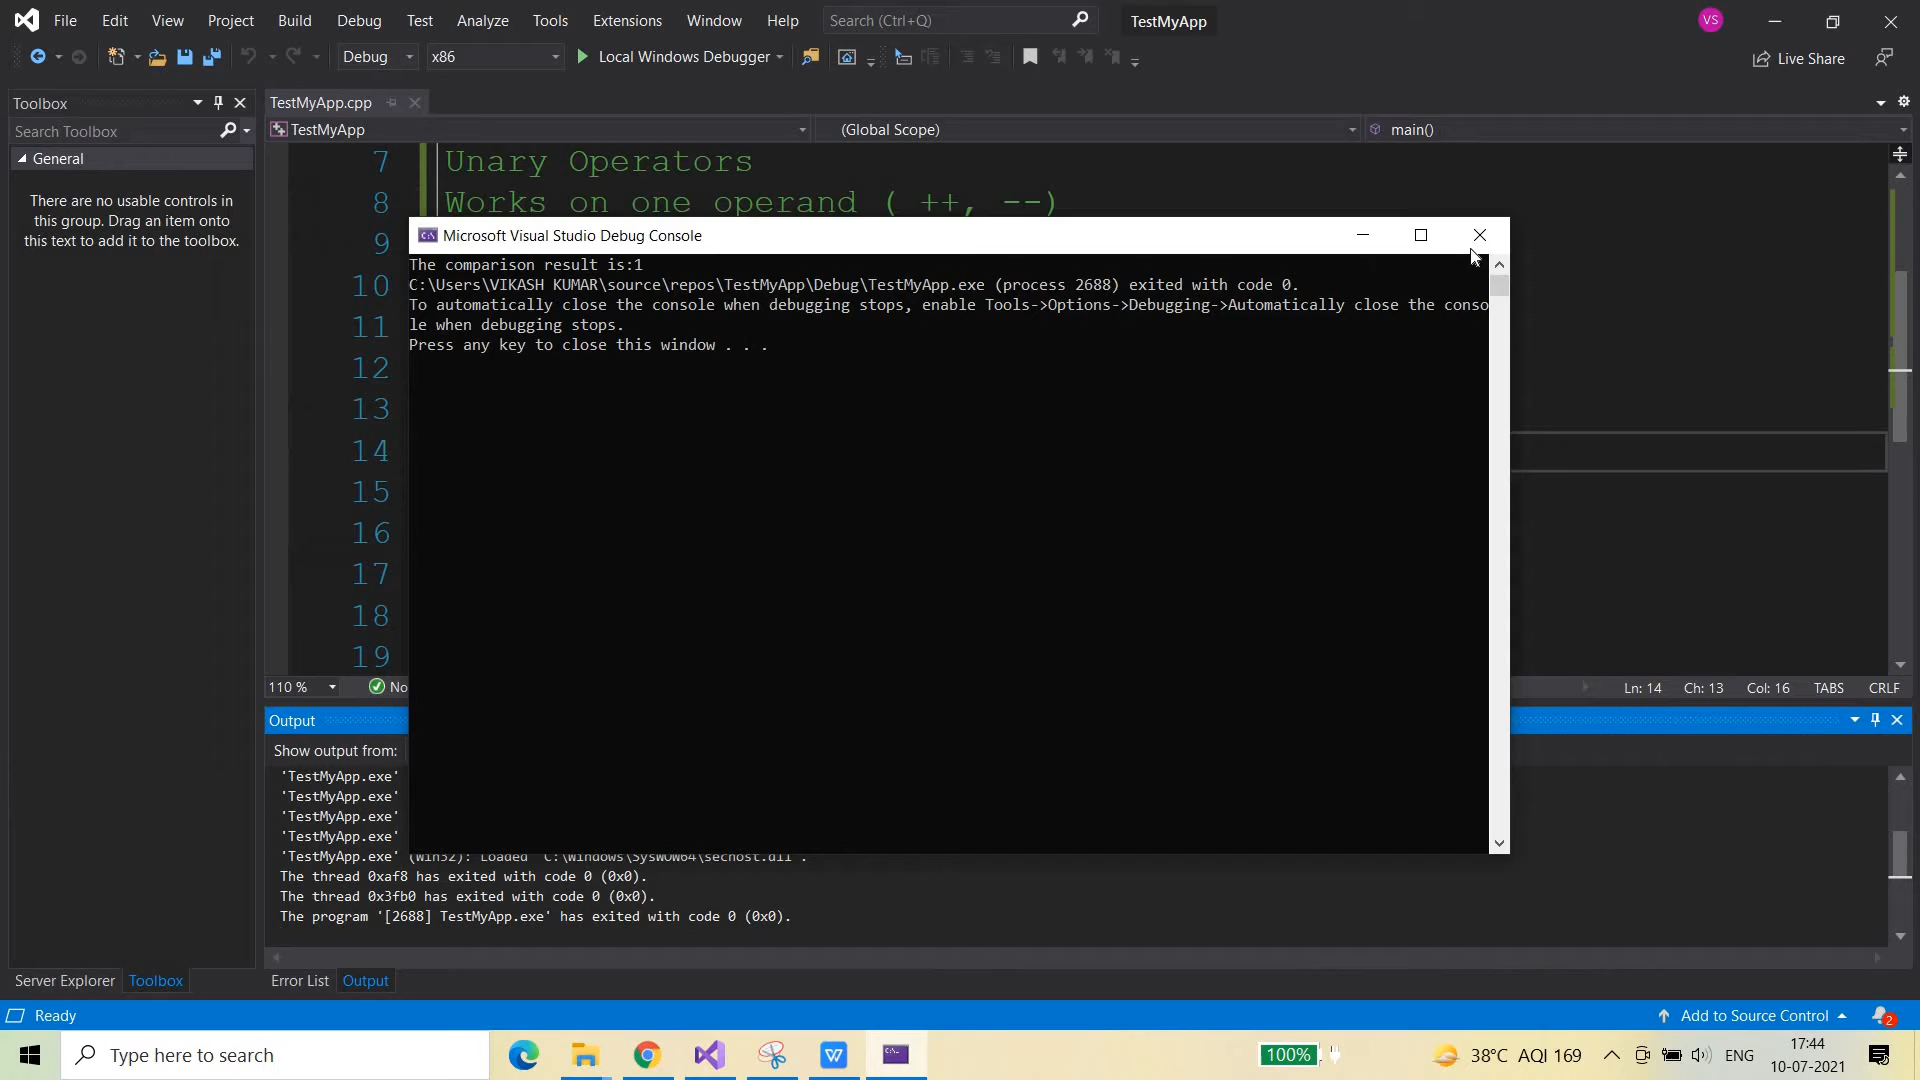 File Edit View Project Build Debug Test Analyze Tools Extensions Window Help Search (Ctrl+Q) TestMyApp VS
Debug x86 Local Windows Debugger Live Share
Toolbox
Search Toolbox
General
There are no usable controls in
this group. Drag an item onto
this text to add it to the toolbox.
TestMyApp.cpp
TestMyApp (Global Scope) main()
7 Unary Operators
8 Works on one operand ( ++, --)
9
10
11
12
13
14
15
16
17
18
19
Microsoft Visual Studio Debug Console
The comparison result is:1
C:\Users\VIKASH KUMAR\source\repos\TestMyApp\Debug\TestMyApp.exe (process 2688) exited with code 0.
To automatically close the console when debugging stops, enable Tools->Options->Debugging->Automatically close the conso
le when debugging stops.
Press any key to close this window . . .
110 % No Ln: 14 Ch: 13 Col: 16 TABS CRLF
Output
Show output from:
'TestMyApp.exe'
'TestMyApp.exe'
'TestMyApp.exe'
'TestMyApp.exe'
'TestMyApp.exe' (Win32): Loaded 'C:\Windows\SysWOW64\sechost.dll'.
The thread 0xaf8 has exited with code 0 (0x0).
The thread 0x3fb0 has exited with code 0 (0x0).
The program '[2688] TestMyApp.exe' has exited with code 0 (0x0).
Server Explorer Toolbox Error List Output
Ready Add to Source Control 2
Type here to search 100% 38°C AQI 169 ENG 17:44
10-07-2021